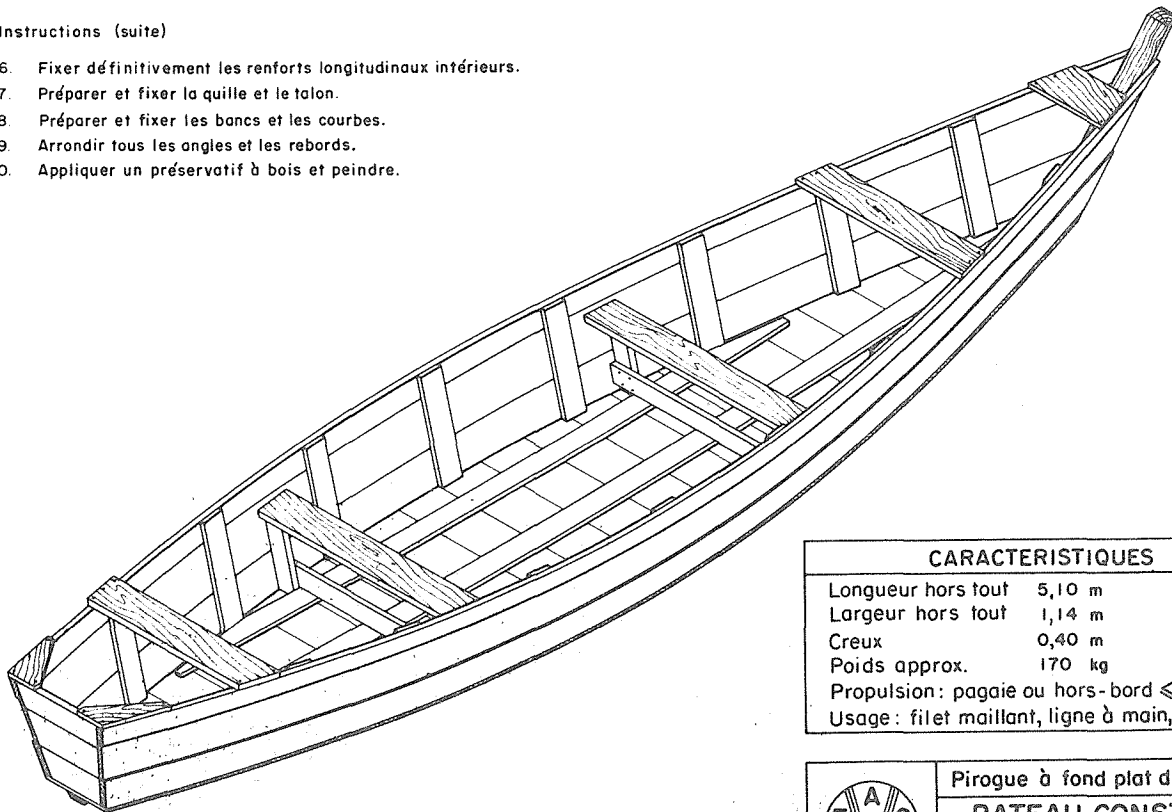 Instructions (suite)
6. Fixer définitivement les renforts longitudinaux intérieurs.
7. Préparer et fixer la quille et le talon.
8. Préparer et fixer les bancs et les courbes.
9. Arrondir tous les angles et les rebords.
0. Appliquer un préservatif à bois et peindre.
CARACTERISTIQUES
Longueur hors tout 5,10 m
Largeur hors tout 1,14 m
Creux 0,40 m
Poids approx. 170 kg
Propulsion: pagaie ou hors-bord ⩽
Usage: filet maillant, ligne à main,
Pirogue à fond plat d
A